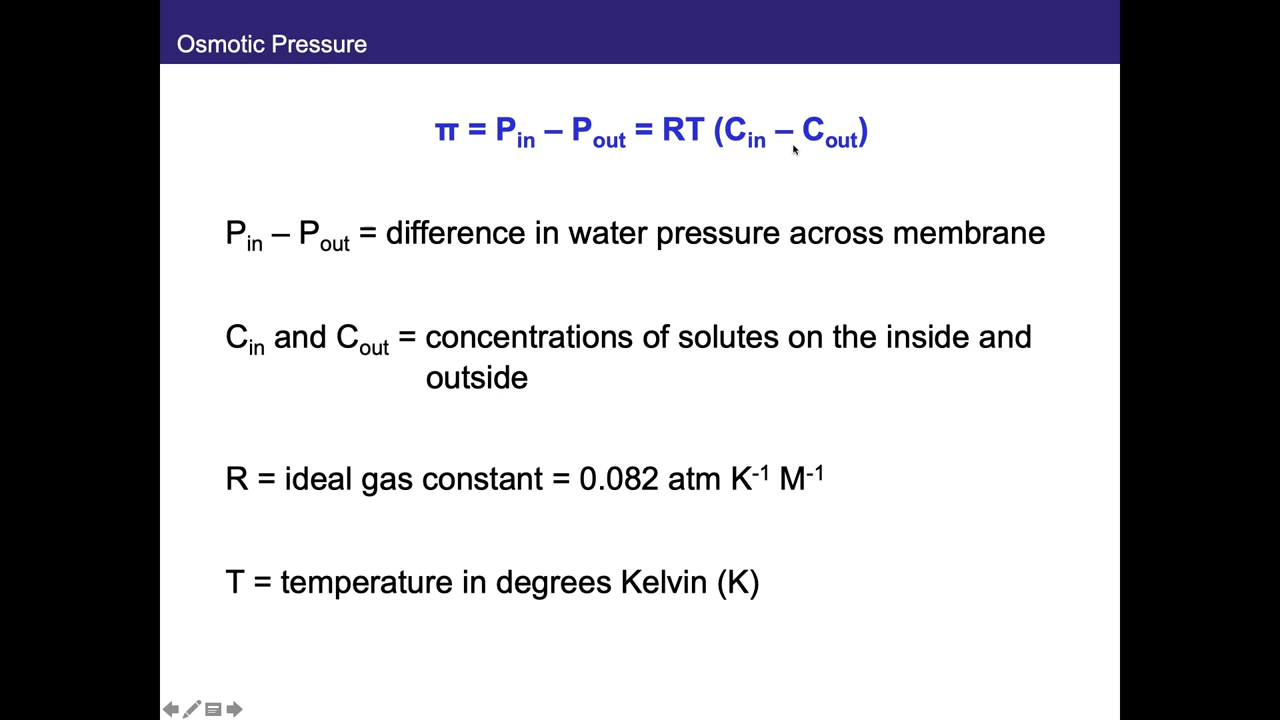 Osmotic Pressure
π = P_in – P_out = RT (C_in – C_out)
P_in – P_out = difference in water pressure across membrane
C_in and C_out = concentrations of solutes on the inside and
outside
R = ideal gas constant = 0.082 atm K⁻¹ M⁻¹
T = temperature in degrees Kelvin (K)